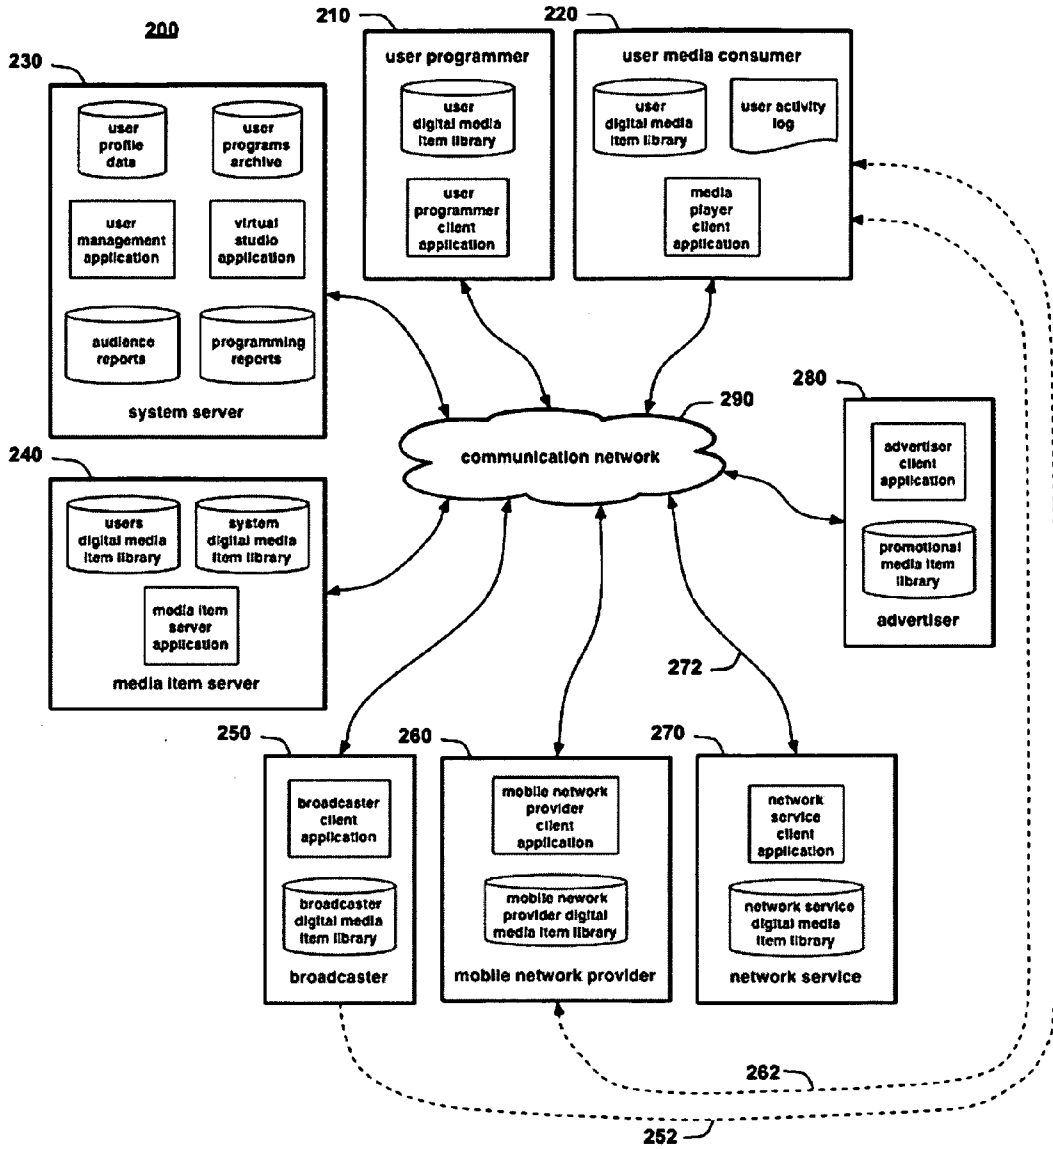 200
210
220
230
user programmer
user
digital media
item library
user
programmer
client
application
user media consumer
user
digital media
item library
user activity
log
media
player
client
application
user
profile
data
user
programs
archive
user
management
application
virtual
studio
application
audience
reports
programming
reports
system server
290
communication network
280
advertiser
client
application
promotional
media item
library
advertiser
240
users
digital media
item library
system
digital media
item library
media item
server
application
media item server
272
250
broadcaster
client
application
broadcaster
digital media
item library
broadcaster
260
mobile network
provider
client
application
mobile nework
provider digital
media item library
mobile network provider
270
network
service
client
application
network service
digital media
item library
network service
262
252